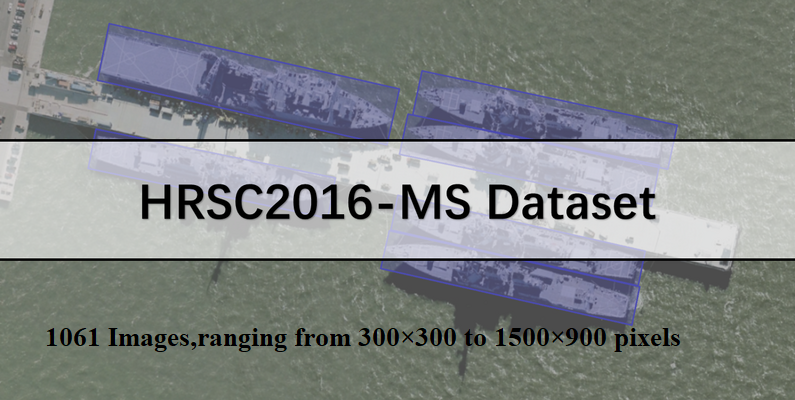 HRSC2016-MS Dataset
1061 Images,ranging from 300×300 to 1500×900 pixels